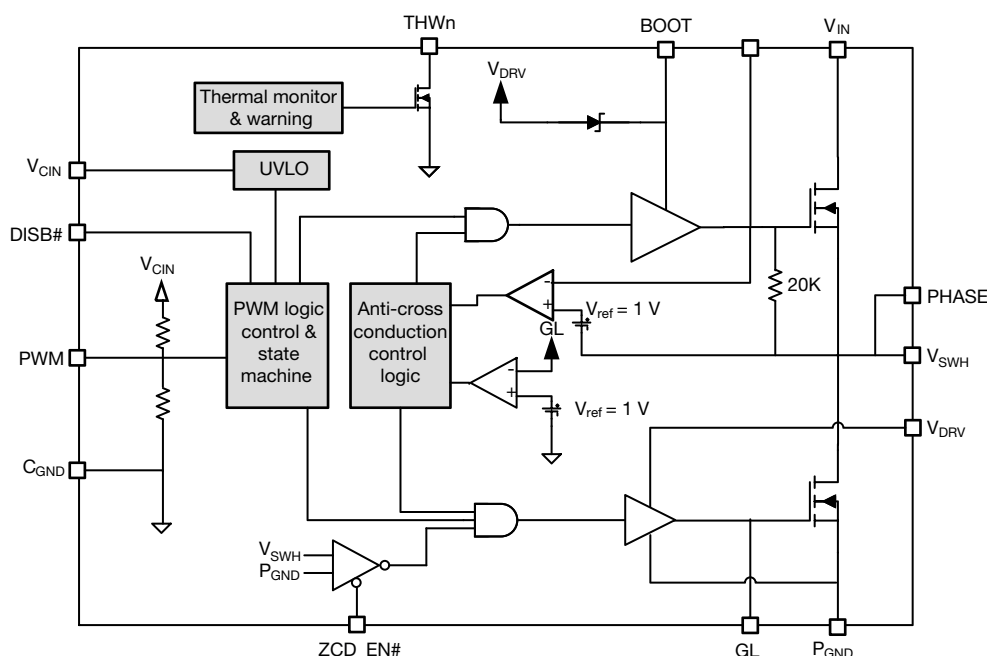 THWn
BOOT
V_IN
V_DRV
Thermal monitor
& warning
V_CIN
UVLO
DISB#
V_CIN
20K
PHASE
PWM logic
control &
state
machine
Anti-cross
conduction
control
logic
-
+
V_ref = 1 V
GL
PWM
V_SWH
-
+
V_ref = 1 V
V_DRV
C_GND
V_SWH
P_GND
ZCD_EN#
GL
P_GND